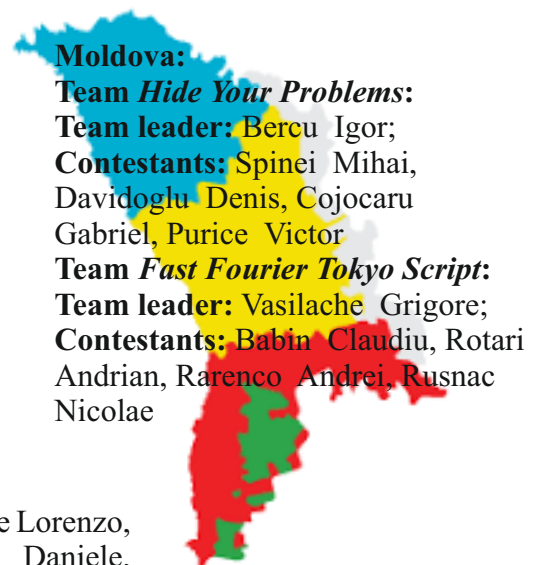 Moldova:
Team Hide Your Problems:
Team leader: Bercu Igor;
Contestants: Spinei Mihai,
Davidoglu Denis, Cojocaru
Gabriel, Purice Victor
Team Fast Fourier Tokyo Script:
Team leader: Vasilache Grigore;
Contestants: Babin Claudiu, Rotari
Andrian, Rarenco Andrei, Rusnac
Nicolae
Lorenzo,
Daniele,